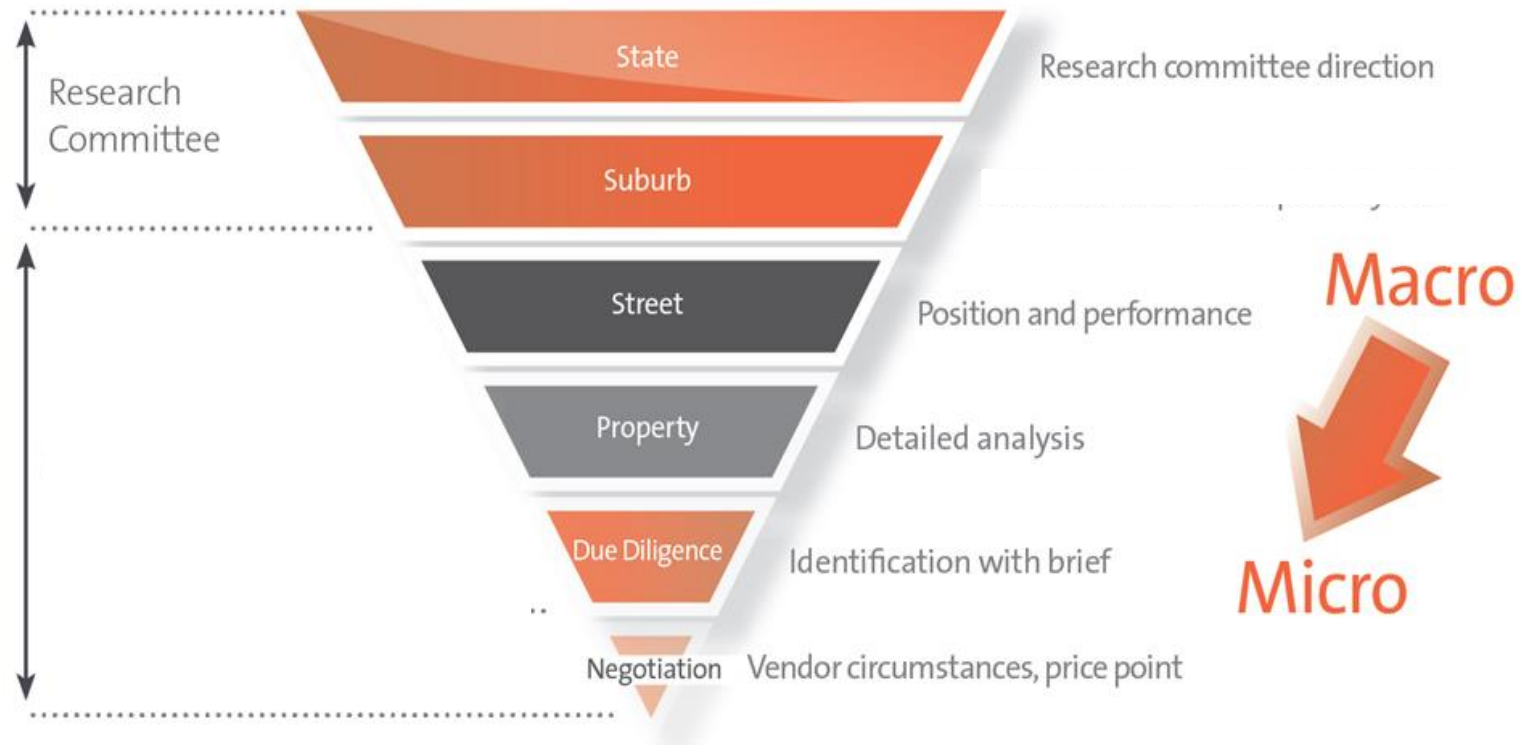 State
Research committee direction
Research
Committee
Suburb
Street
Position and performance
Macro
Property
Detailed analysis
Due Diligence
Identification with brief
Micro
Negotiation
Vendor circumstances, price point